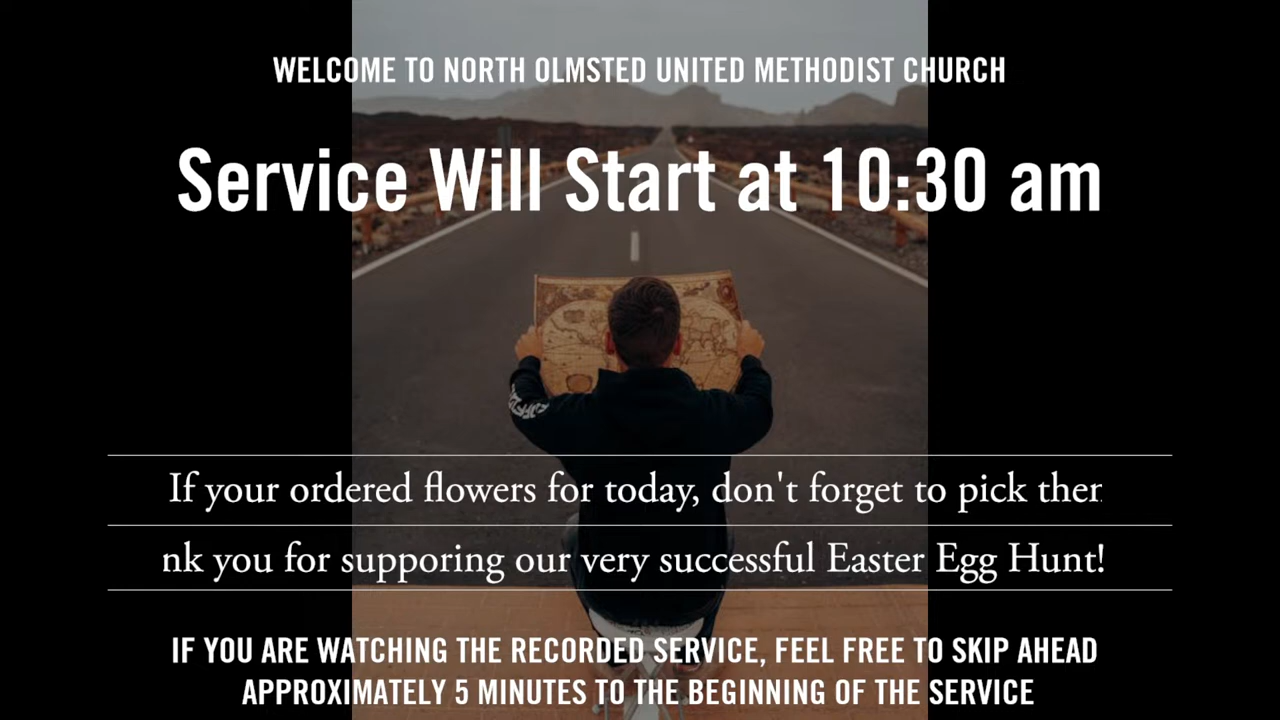 WELCOME TO NORTH OLMSTED UNITED METHODIST CHURCH
Service Will Start at 10:30 am
If your ordered flowers for today, don't forget to pick
nk you for supporing our very successful Easter Egg Hunt!
IF YOU ARE WATCHING THE RECORDED SERVICE, FEEL FREE TO SKIP AHEAD
APPROXIMATELY 5 MINUTES TO THE BEGINNING OF THE SERVICE